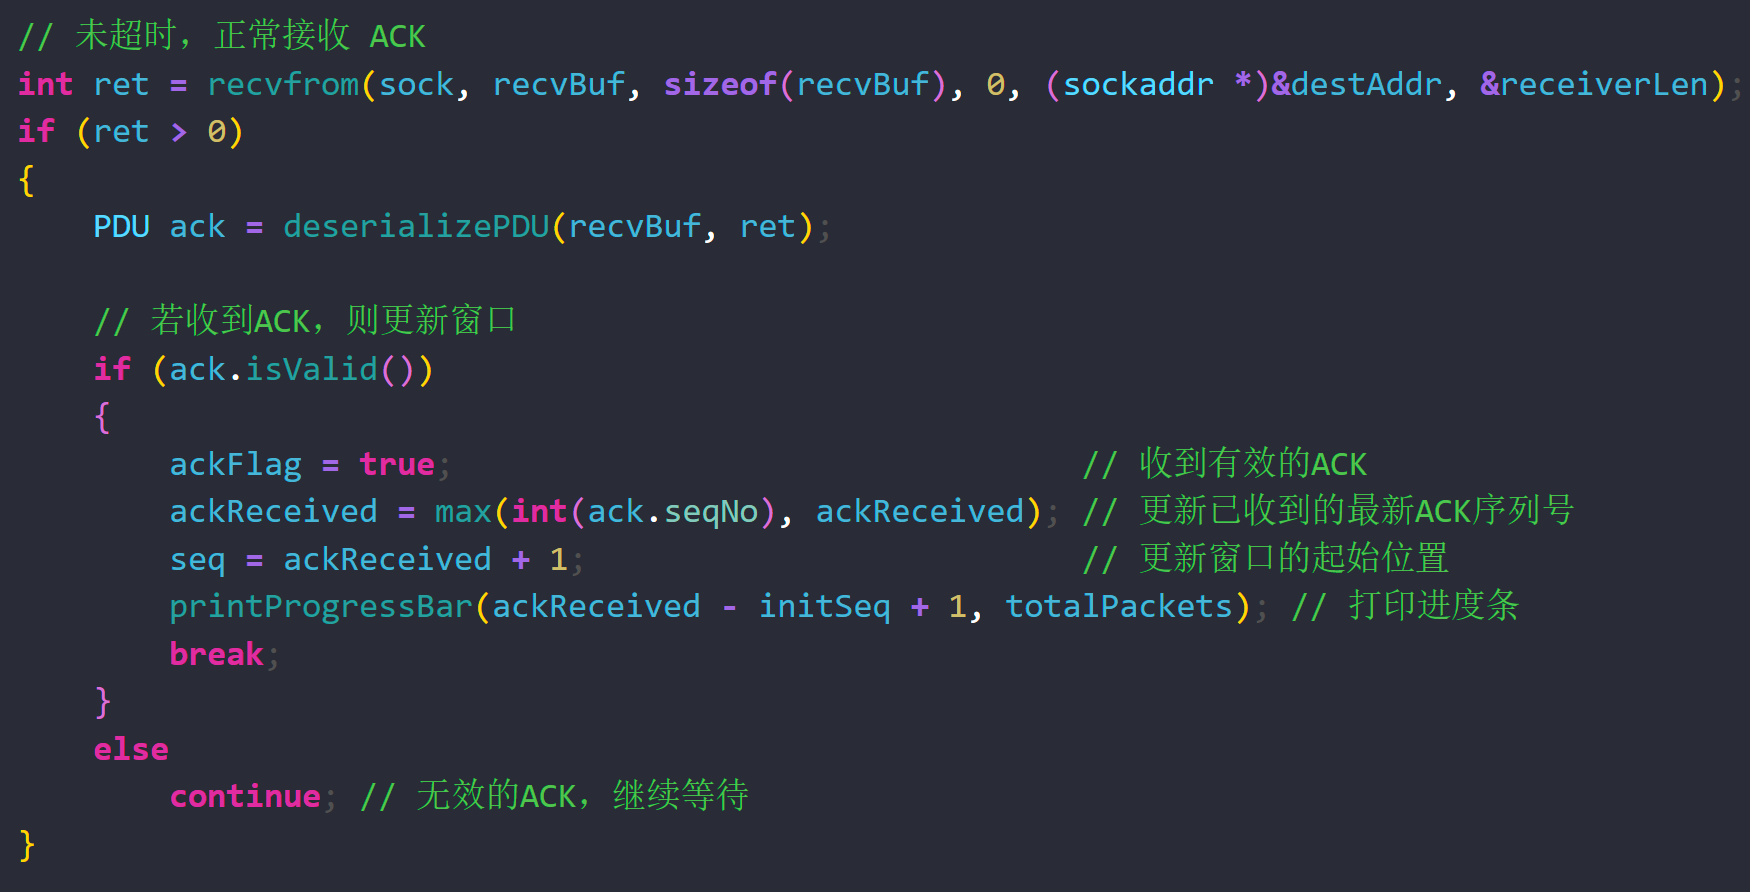 // 未超时，正常接收 ACK
int ret = recvfrom(sock, recvBuf, sizeof(recvBuf), 0, (sockaddr *)&destAddr, &receiverLen);
if (ret > 0)
{
    PDU ack = deserializePDU(recvBuf, ret);

    // 若收到ACK，则更新窗口
    if (ack.isValid())
    {
        ackFlag = true;                                 // 收到有效的ACK
        ackReceived = max(int(ack.seqNo), ackReceived); // 更新已收到的最新ACK序列号
        seq = ackReceived + 1;                          // 更新窗口的起始位置
        printProgressBar(ackReceived - initSeq + 1, totalPackets); // 打印进度条
        break;
    }
    else
        continue; // 无效的ACK，继续等待
}